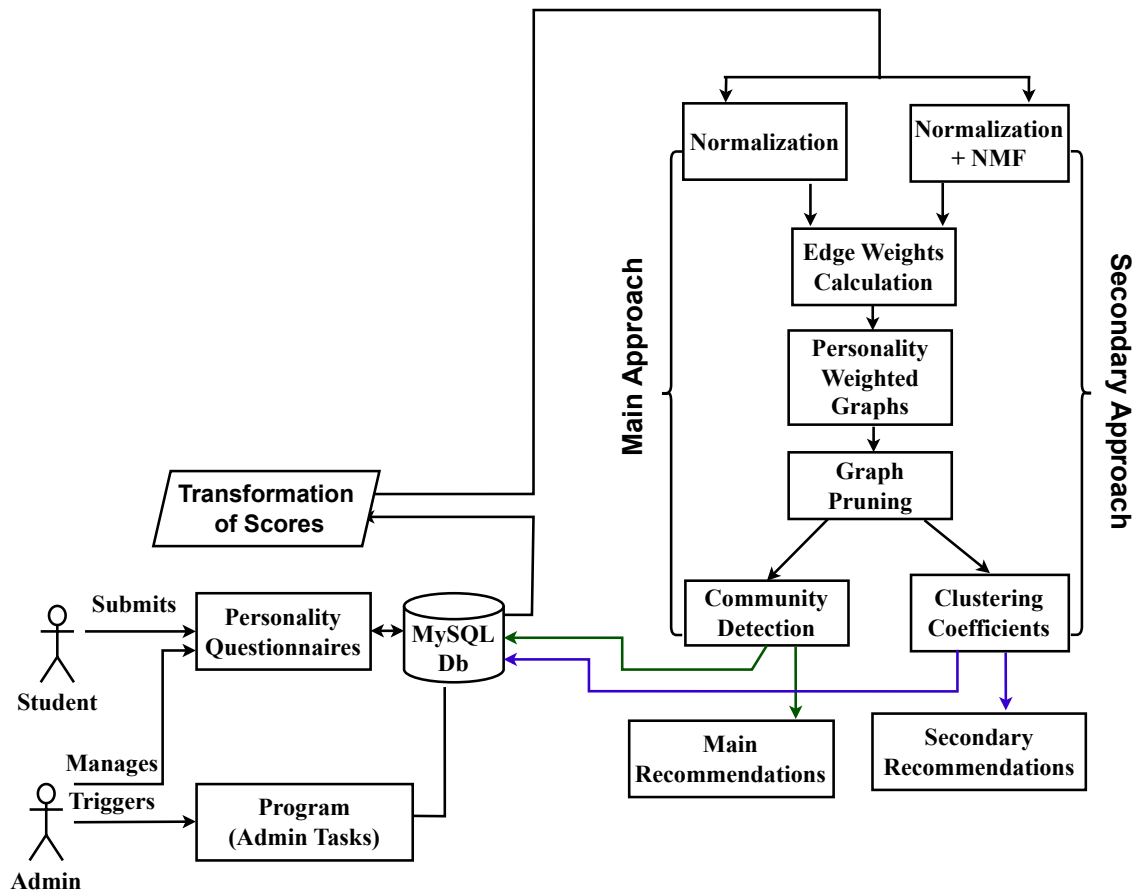 Normalization
Normalization
+ NMF
Edge Weights
Calculation
Personality
Weighted
Graphs
Graph
Pruning
Main Approach
Secondary Approach
Transformation
of Scores
Community
Detection
Clustering
Coefficients
Submits
Personality
Questionnaires
MySQL
Db
Student
Main
Recommendations
Secondary
Recommendations
Manages
Triggers
Program
(Admin Tasks)
Admin